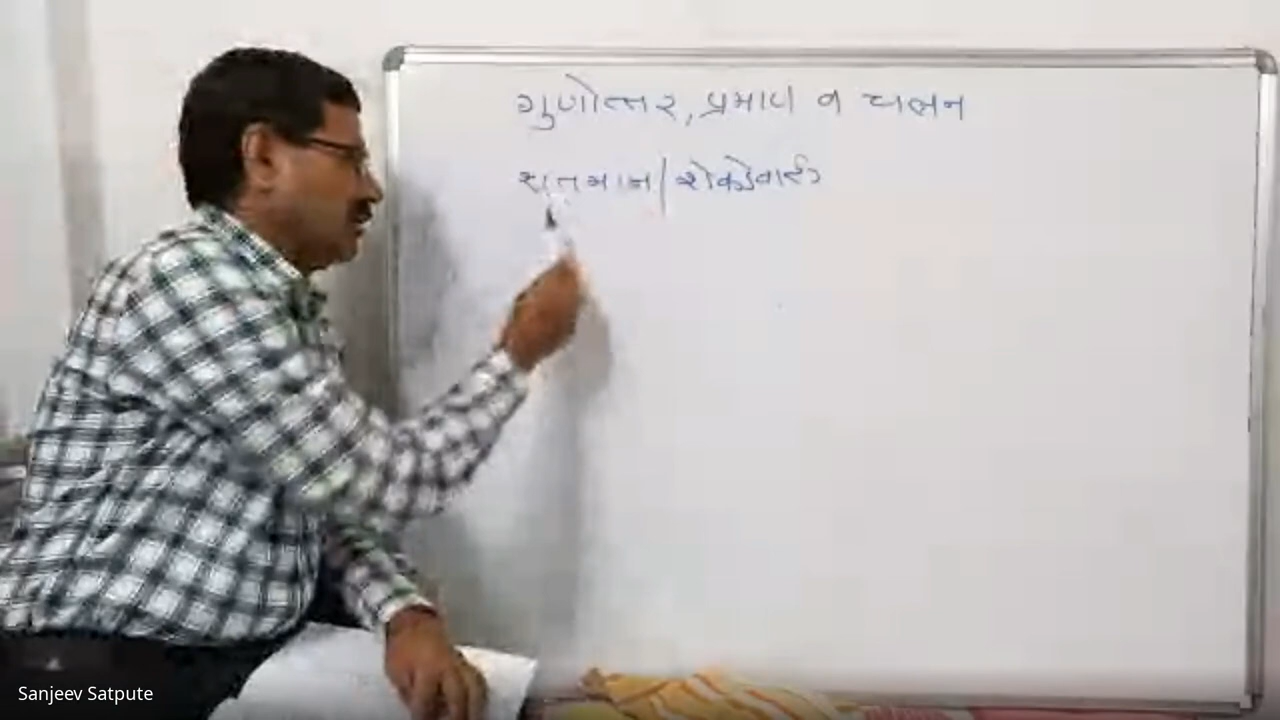 गुणोत्तर, प्रमाण व चलन
शतमान/शेकडेवारी
Sanjeev Satpute